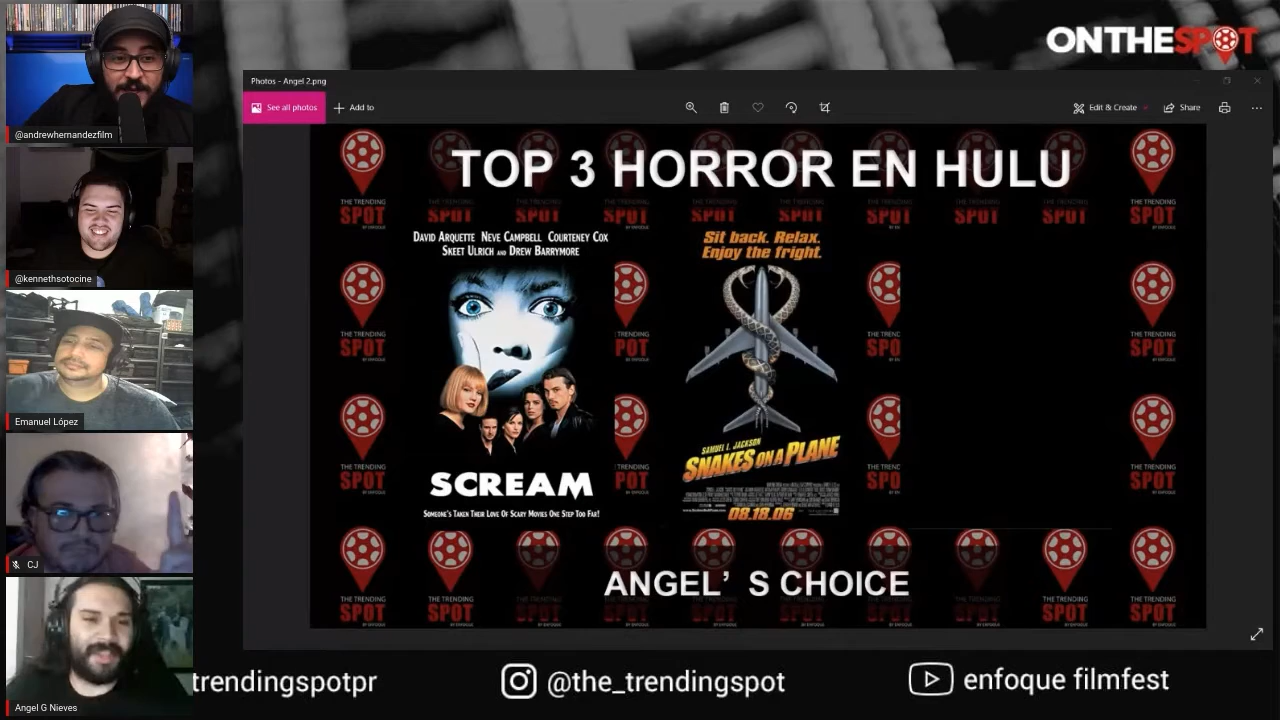 @andrewhernandezfilm
@kennethsotocine
Emanuel López
CJ
Angel G Nieves
ONTHESPOT
Photos - Angel 2.png
See all photos
Add to
Edit & Create
Share
TOP 3 HORROR EN HULU
DAVID ARQUETTE NEVE CAMPBELL COURTENEY COX
SKEET ULRICH AND DREW BARRYMORE
SCREAM
SOMEONE'S TAKEN THEIR LOVE OF SCARY MOVIES ONE STEP TOO FAR!
Sit back. Relax.
Enjoy the fright.
SAMUEL L. JACKSON
SNAKES ON A PLANE
08.18.06
THE TRENDING
SPOT
BY ENFOQUE
ANGEL' S CHOICE
trendingspotpr
@the_trendingspot
enfoque filmfest